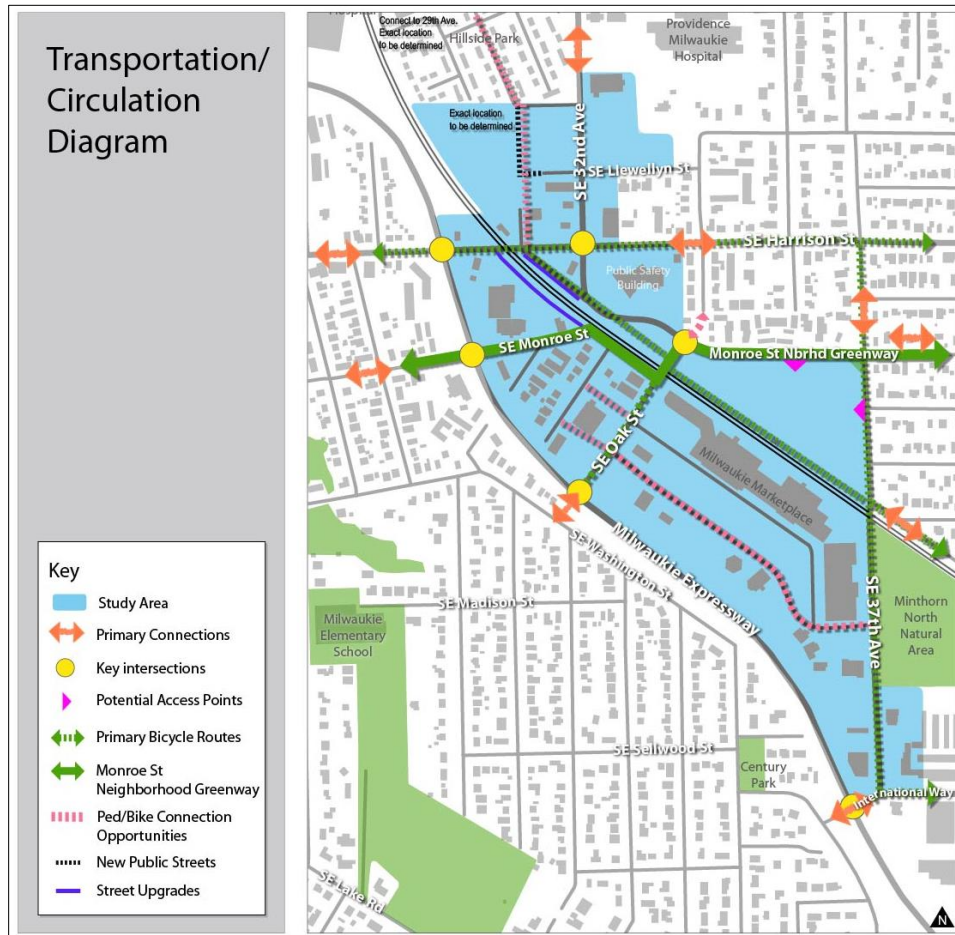 Transportation/
Circulation
Diagram
Key
Study Area
Primary Connections
Key intersections
Potential Access Points
Primary Bicycle Routes
Monroe St
Neighborhood Greenway
Ped/Bike Connection
Opportunities
New Public Streets
Street Upgrades
Hospital
Connect to 29th Ave.
Exact location
to be determined
Hillside Park
Providence
Milwaukie
Hospital
Exact location
to be determined
SE 32nd Ave
SE Llewellyn St
SE Harrison St
Public Safety
Building
SE Monroe St
Monroe St Nbrhd Greenway
SE Oak St
Milwaukie Marketplace
Milwaukie Expressway
SE Washington St
SE Madison St
Milwaukie
Elementary
School
SE 37th Ave
Minthorn
North
Natural
Area
SE Sellwood St
Century
Park
International Way
SE Lake Rd
N